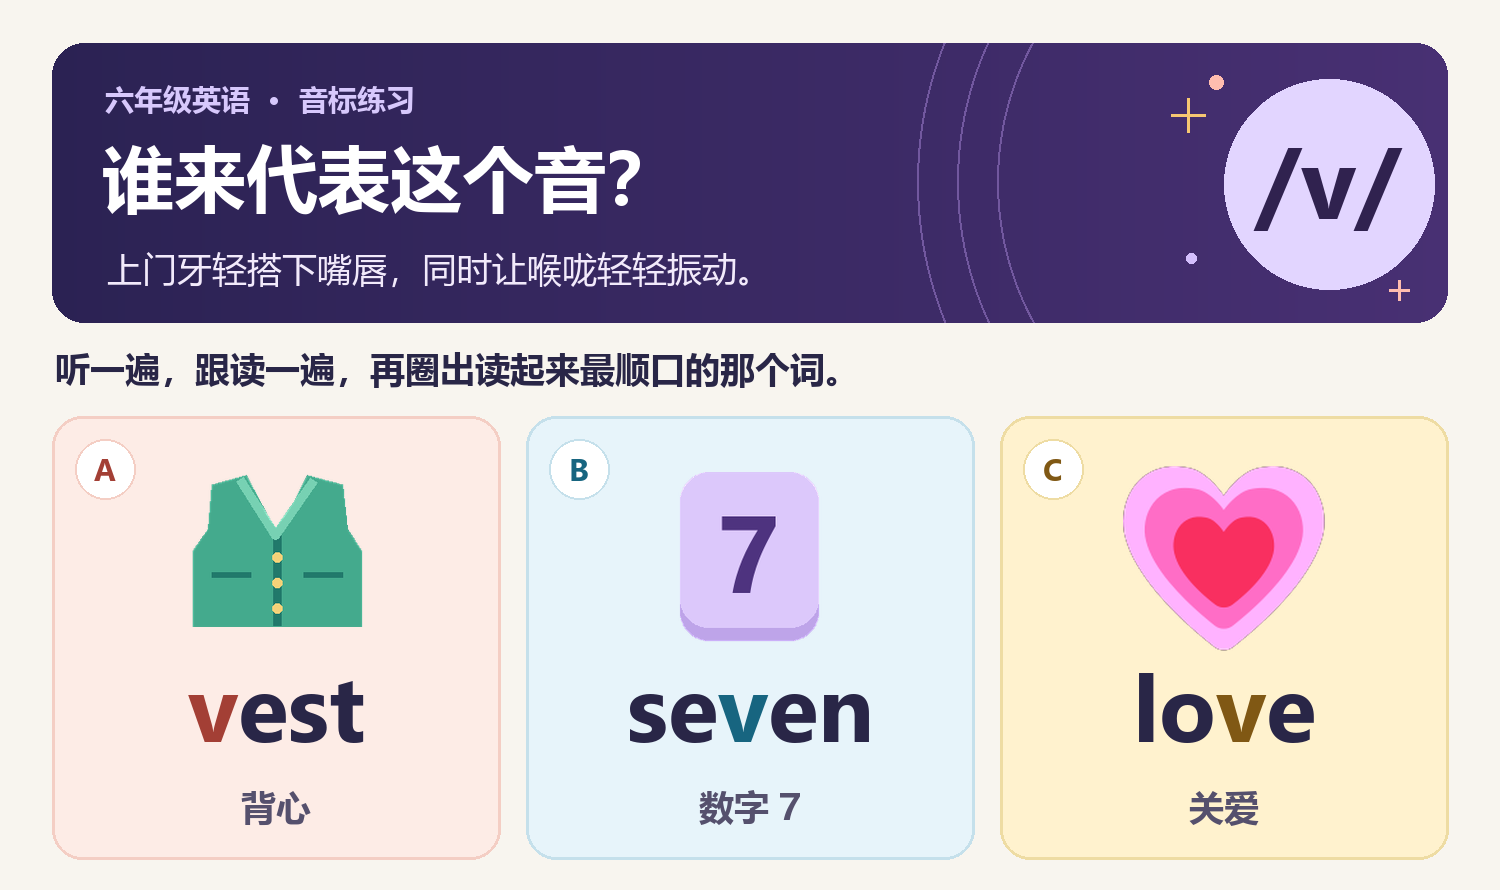 六年级英语 • 音标练习
谁来代表这个音？
/v/
上门牙轻搭下嘴唇，同时让喉咙轻轻振动。
听一遍，跟读一遍，再圈出读起来最顺口的那个词。
A
7
vest
背心
B
seven
数字 7
C
love
关爱